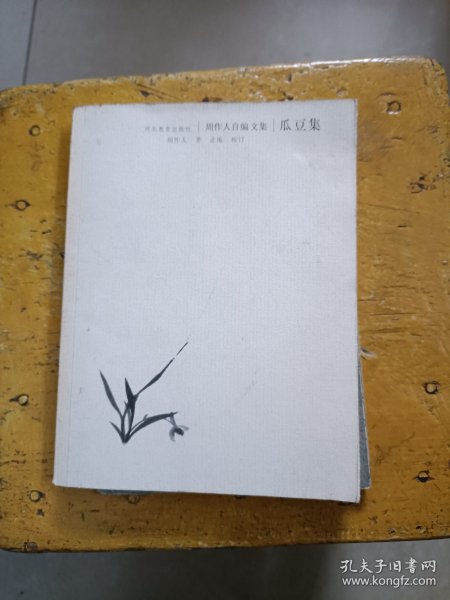 河北教育出版社 | 周作人自编文集 | 瓜豆集
周作人 著 止庵 校订
孔夫子旧书网
www.kongfz.com